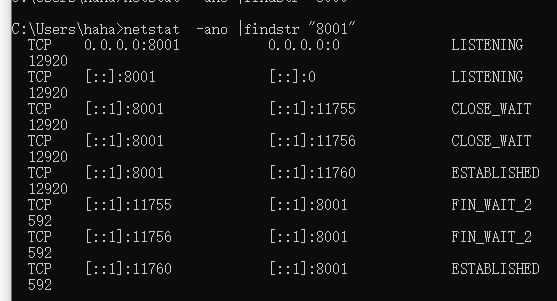 C:\Users\haha>netstat  -ano |findstr "8001"
  TCP    0.0.0.0:8001           0.0.0.0:0              LISTENING
  12920
  TCP    [::]:8001              [::]:0                 LISTENING
  12920
  TCP    [::1]:8001             [::1]:11755            CLOSE_WAIT
  12920
  TCP    [::1]:8001             [::1]:11756            CLOSE_WAIT
  12920
  TCP    [::1]:8001             [::1]:11760            ESTABLISHED
  12920
  TCP    [::1]:11755            [::1]:8001             FIN_WAIT_2
  592
  TCP    [::1]:11756            [::1]:8001             FIN_WAIT_2
  592
  TCP    [::1]:11760            [::1]:8001             ESTABLISHED
  592